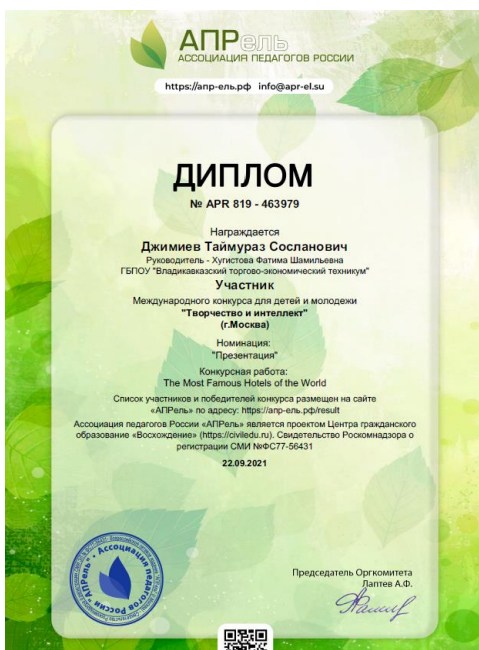 АПРель
АССОЦИАЦИЯ ПЕДАГОГОВ РОССИИ
https://апр-ель.рф info@apr-el.su
ДИПЛОМ
№ APR 819 - 463979
Награждается
Джимиев Таймураз Сосланович
Руководитель - Хугистова Фатима Шамильевна
ГБПОУ "Владикавказский торгово-экономический техникум"
Участник
Международного конкурса для детей и молодежи
"Творчество и интеллект"
(г.Москва)
Номинация:
"Презентация"
Конкурсная работа:
The Most Famous Hotels of the World
Список участников и победителей конкурса размещен на сайте
«АПРель» по адресу: https://апр-ель.рф/result
Ассоциация педагогов России «АПРель» является проектом Центра гражданского
образование «Восхождение» (https://civiledu.ru). Свидетельство Роскомнадзора о
регистрации СМИ №ФС77-56431
22.09.2021
Ассоциация педагогов России "АПРель"
Председатель Оргкомитета
Лаптев А.Ф.